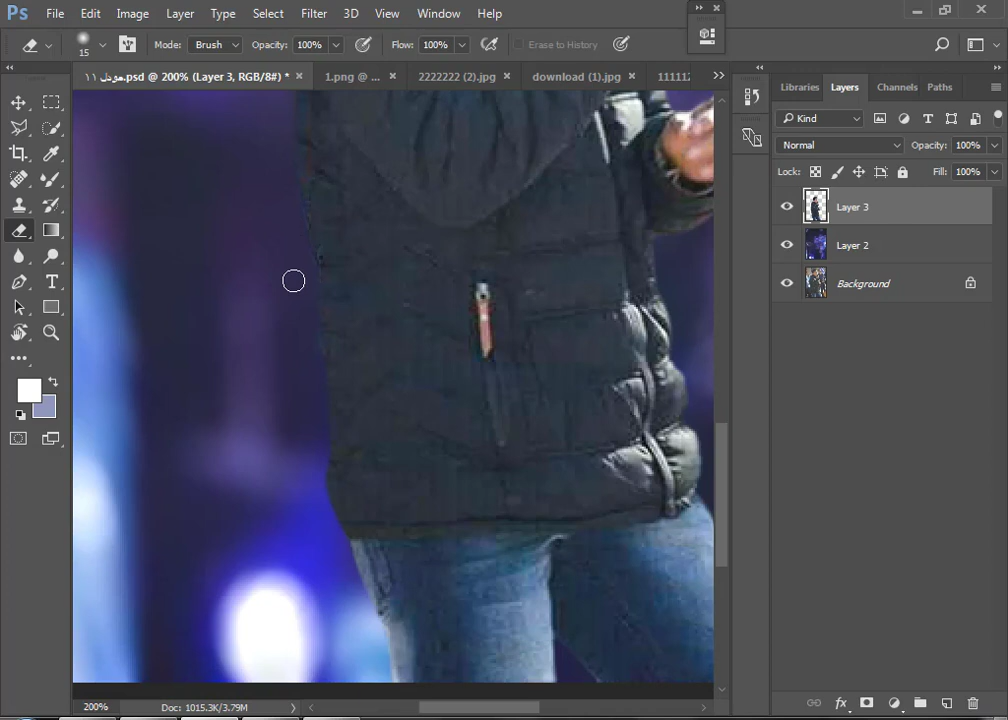 Ps File Edit Image Layer Type Select Filter 3D View Window Help
15 Mode: Brush Opacity: 100% Flow: 100% Erase to History
مودل ١١.psd @ 200% (Layer 3, RGB/8#) * × 1.png @ ... × 2222222 (2).jpg × download (1).jpg × 111112
Libraries Layers Channels Paths
Kind
Normal Opacity: 100%
Lock: Fill: 100%
Layer 3
Layer 2
Background
T
200% Doc: 1015.3K/3.79M
fx